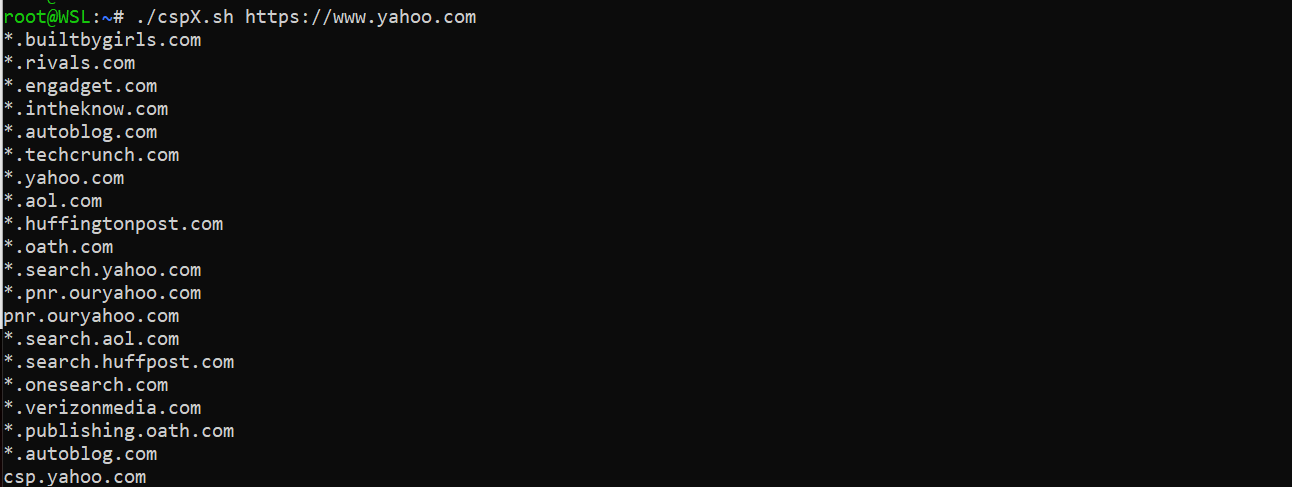 root@WSL:~# ./cspX.sh https://www.yahoo.com
*.builtbygirls.com
*.rivals.com
*.engadget.com
*.intheknow.com
*.autoblog.com
*.techcrunch.com
*.yahoo.com
*.aol.com
*.huffingtonpost.com
*.oath.com
*.search.yahoo.com
*.pnr.ouryahoo.com
pnr.ouryahoo.com
*.search.aol.com
*.search.huffpost.com
*.onesearch.com
*.verizonmedia.com
*.publishing.oath.com
*.autoblog.com
csp.yahoo.com